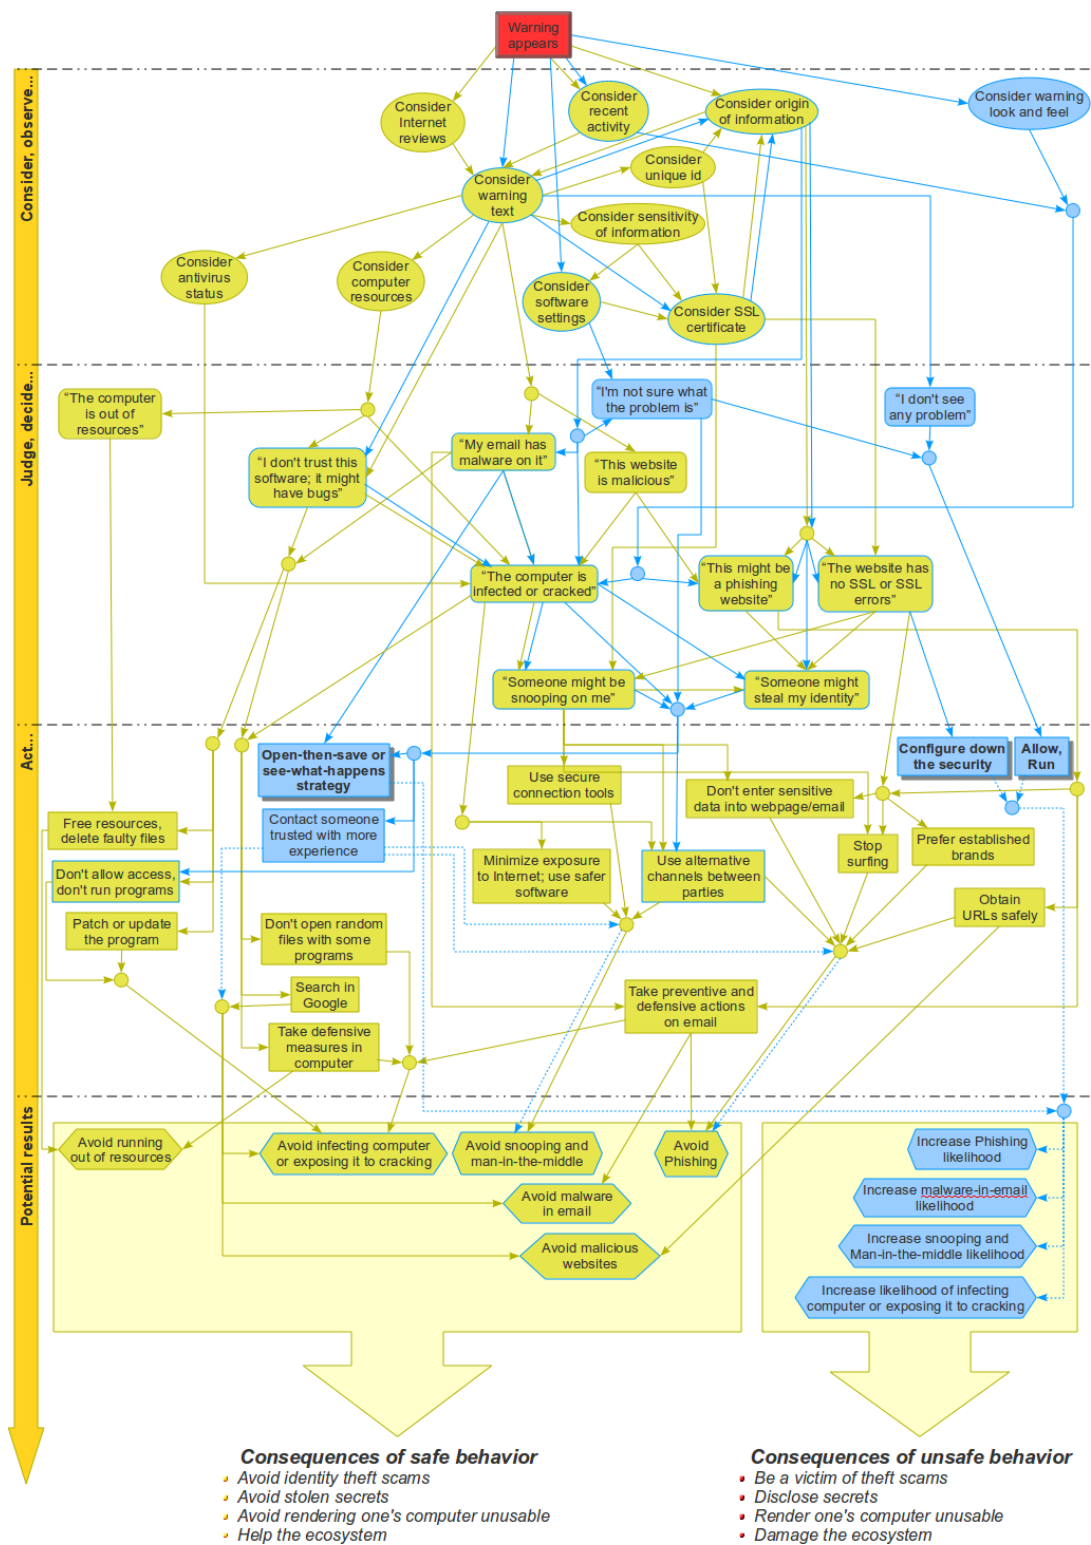 Warning
appears
Consider, observe...
Consider
Internet
reviews
Consider
recent
activity
Consider origin
of information
Consider warning
look and feel
Consider
unique id
Consider
warning
text
Consider sensitivity
of information
Consider
antivirus
status
Consider
computer
resources
Consider
software
settings
Consider SSL
certificate
Judge, decide...
“The computer
is out of
resources”
“I'm not sure what
the problem is”
“I don't see
any problem”
“I don't trust this
software; it might
have bugs”
“My email has
malware on it”
“This website
is malicious”
“The computer is
infected or cracked”
“This might be
a phishing
website”
“The website has
no SSL or SSL
errors”
“Someone might be
snooping on me”
“Someone might
steal my identity”
Act...
Open-then-save or
see-what-happens
strategy
Configure down
the security
Allow,
Run
Use secure
connection tools
Don't enter sensitive
data into webpage/email
Free resources,
delete faulty files
Contact someone
trusted with more
experience
Stop
surfing
Prefer established
brands
Don't allow access,
don't run programs
Minimize exposure
to Internet; use safer
software
Use alternative
channels between
parties
Obtain
URLs safely
Patch or update
the program
Don't open random
files with some
programs
Search in
Google
Take preventive and
defensive actions
on email
Take defensive
measures in
computer
Potential results
Avoid running
out of resources
Avoid infecting computer
or exposing it to cracking
Avoid snooping and
man-in-the-middle
Avoid
Phishing
Increase Phishing
likelihood
Avoid malware
in email
Increase malware-in-email
likelihood
Avoid malicious
websites
Increase snooping and
Man-in-the-middle likelihood
Increase likelihood of infecting
computer or exposing it to cracking
Consequences of safe behavior
Avoid identity theft scams
Avoid stolen secrets
Avoid rendering one's computer unusable
Help the ecosystem
Consequences of unsafe behavior
Be a victim of theft scams
Disclose secrets
Render one's computer unusable
Damage the ecosystem